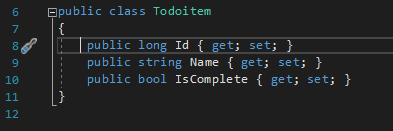 6 public class Todoitem
7 {
8 public long Id { get; set; }
9 public string Name { get; set; }
10 public bool IsComplete { get; set; }
11 }
12